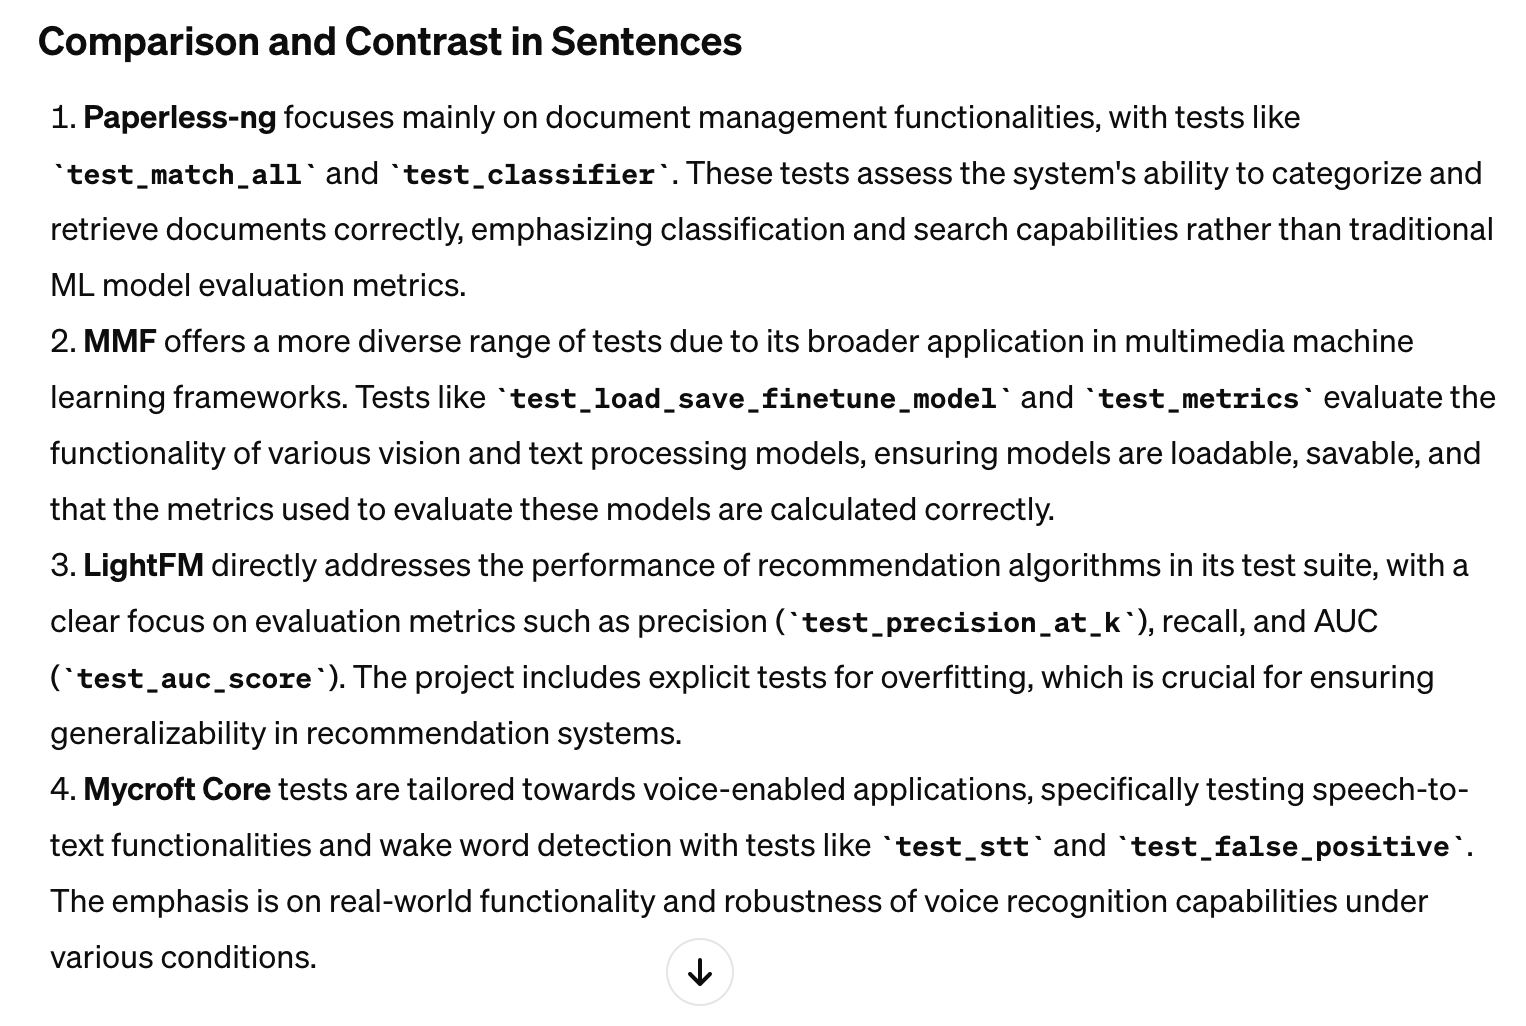 Comparison and Contrast in Sentences
1. Paperless-ng focuses mainly on document management functionalities, with tests like
`test_match_all` and `test_classifier`. These tests assess the system's ability to categorize and
retrieve documents correctly, emphasizing classification and search capabilities rather than traditional
ML model evaluation metrics.
2. MMF offers a more diverse range of tests due to its broader application in multimedia machine
learning frameworks. Tests like `test_load_save_finetune_model` and `test_metrics` evaluate the
functionality of various vision and text processing models, ensuring models are loadable, savable, and
that the metrics used to evaluate these models are calculated correctly.
3. LightFM directly addresses the performance of recommendation algorithms in its test suite, with a
clear focus on evaluation metrics such as precision (`test_precision_at_k`), recall, and AUC
(`test_auc_score`). The project includes explicit tests for overfitting, which is crucial for ensuring
generalizability in recommendation systems.
4. Mycroft Core tests are tailored towards voice-enabled applications, specifically testing speech-to-
text functionalities and wake word detection with tests like `test_stt` and `test_false_positive`.
The emphasis is on real-world functionality and robustness of voice recognition capabilities under
various conditions.